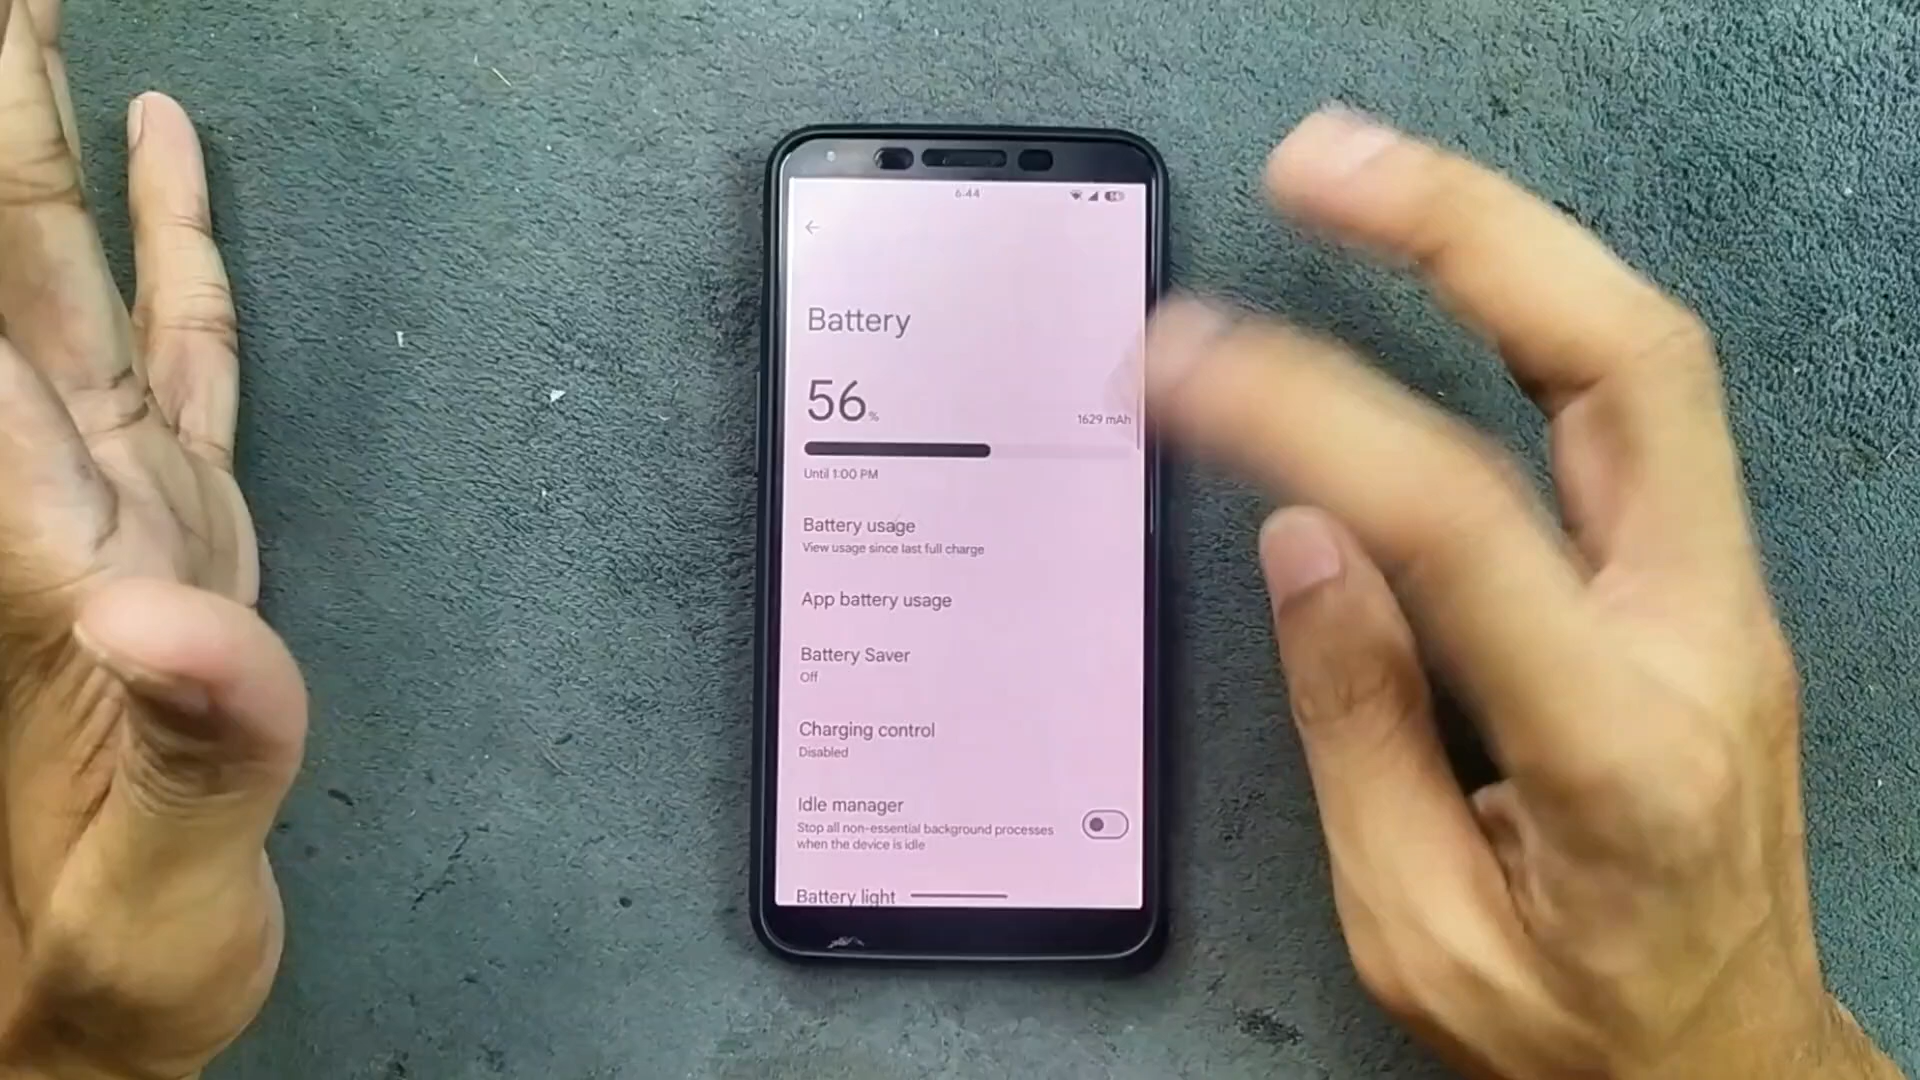 6:44
Battery
56%
1629 mAh
Until 1:00 PM
Battery usage
View usage since last full charge
App battery usage
Battery Saver
Off
Charging control
Disabled
Idle manager
Stop all non-essential background processes
when the device is idle
Battery light